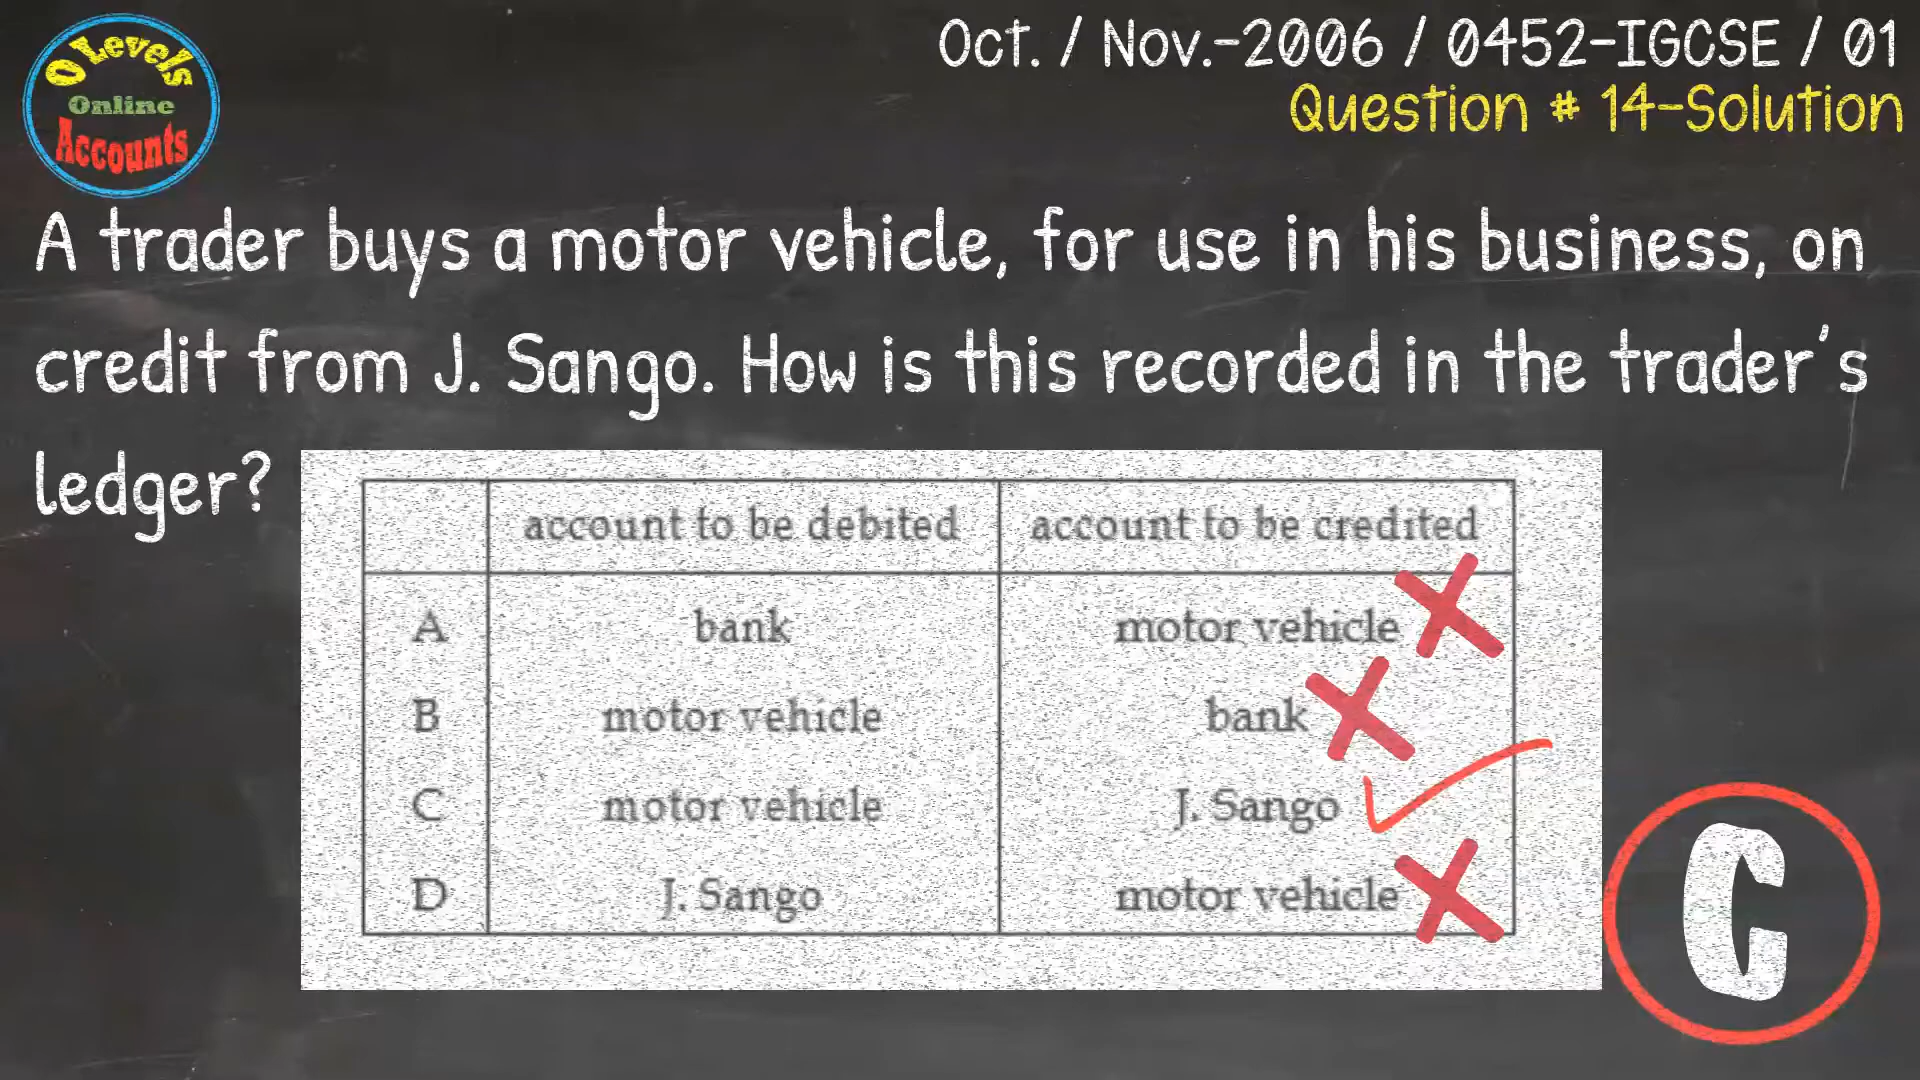 O Levels
Online
Accounts
Oct. / Nov.-2006 / 0452-IGCSE / 01
Question # 14-Solution
A trader buys a motor vehicle, for use in his business, on
credit from J. Sango. How is this recorded in the trader's
ledger?
account to be debited account to be credited
A bank motor vehicle
B motor vehicle bank
C motor vehicle J. Sango
D J. Sango motor vehicle
C